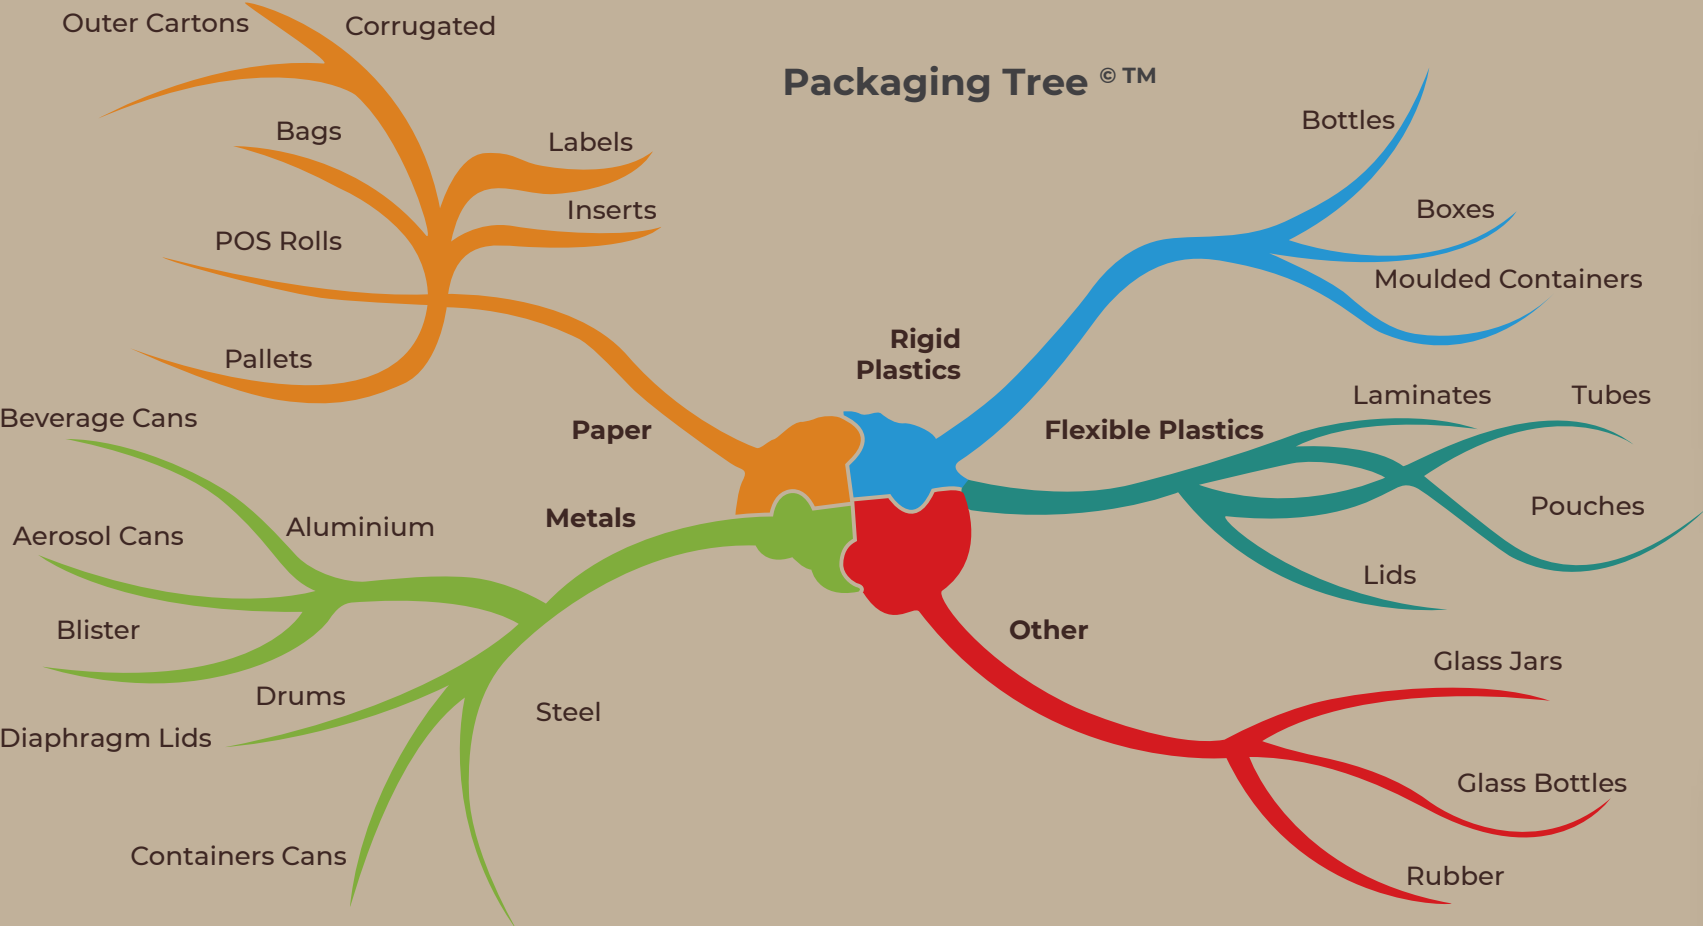 Packaging Tree © TM
Outer Cartons
Corrugated
Bags
Labels
Inserts
POS Rolls
Pallets
Paper
Rigid
Plastics
Bottles
Boxes
Moulded Containers
Flexible Plastics
Laminates
Tubes
Pouches
Lids
Metals
Beverage Cans
Aluminium
Aerosol Cans
Blister
Drums
Diaphragm Lids
Steel
Containers Cans
Other
Glass Jars
Glass Bottles
Rubber